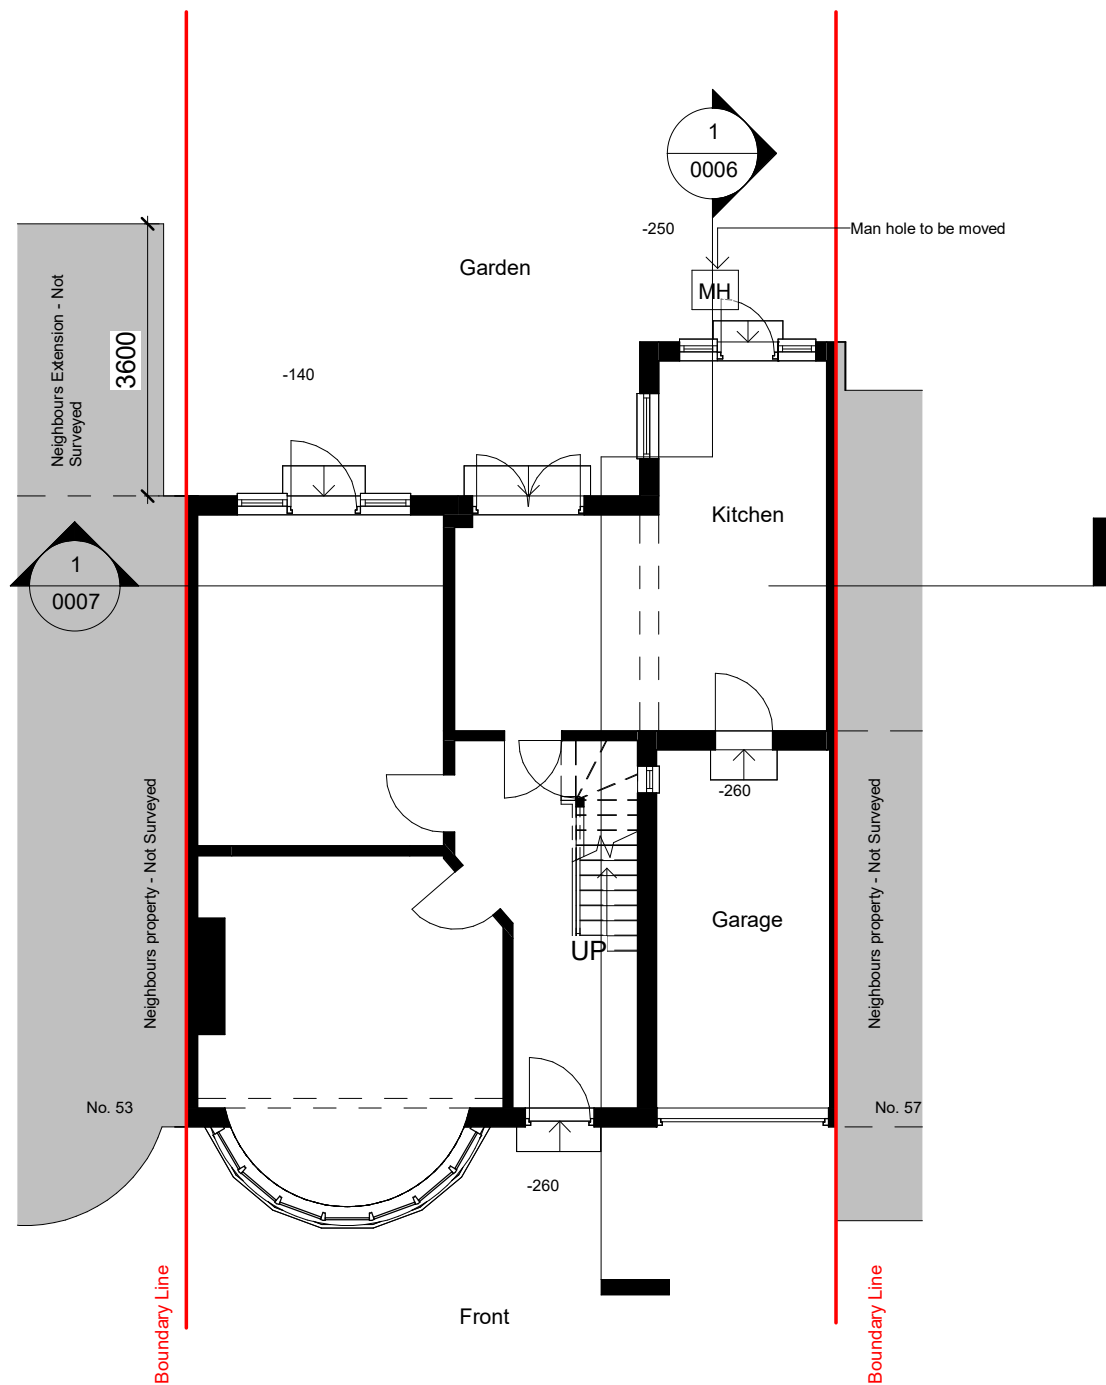 1
0006
-250
Man hole to be moved
Garden
MH
Neighbours Extension - Not
Surveyed
3600
-140
Kitchen
1
0007
-260
Neighbours property - Not Surveyed
Neighbours property - Not Surveyed
Garage
UP
No. 53
No. 57
-260
Front
Boundary Line
Boundary Line